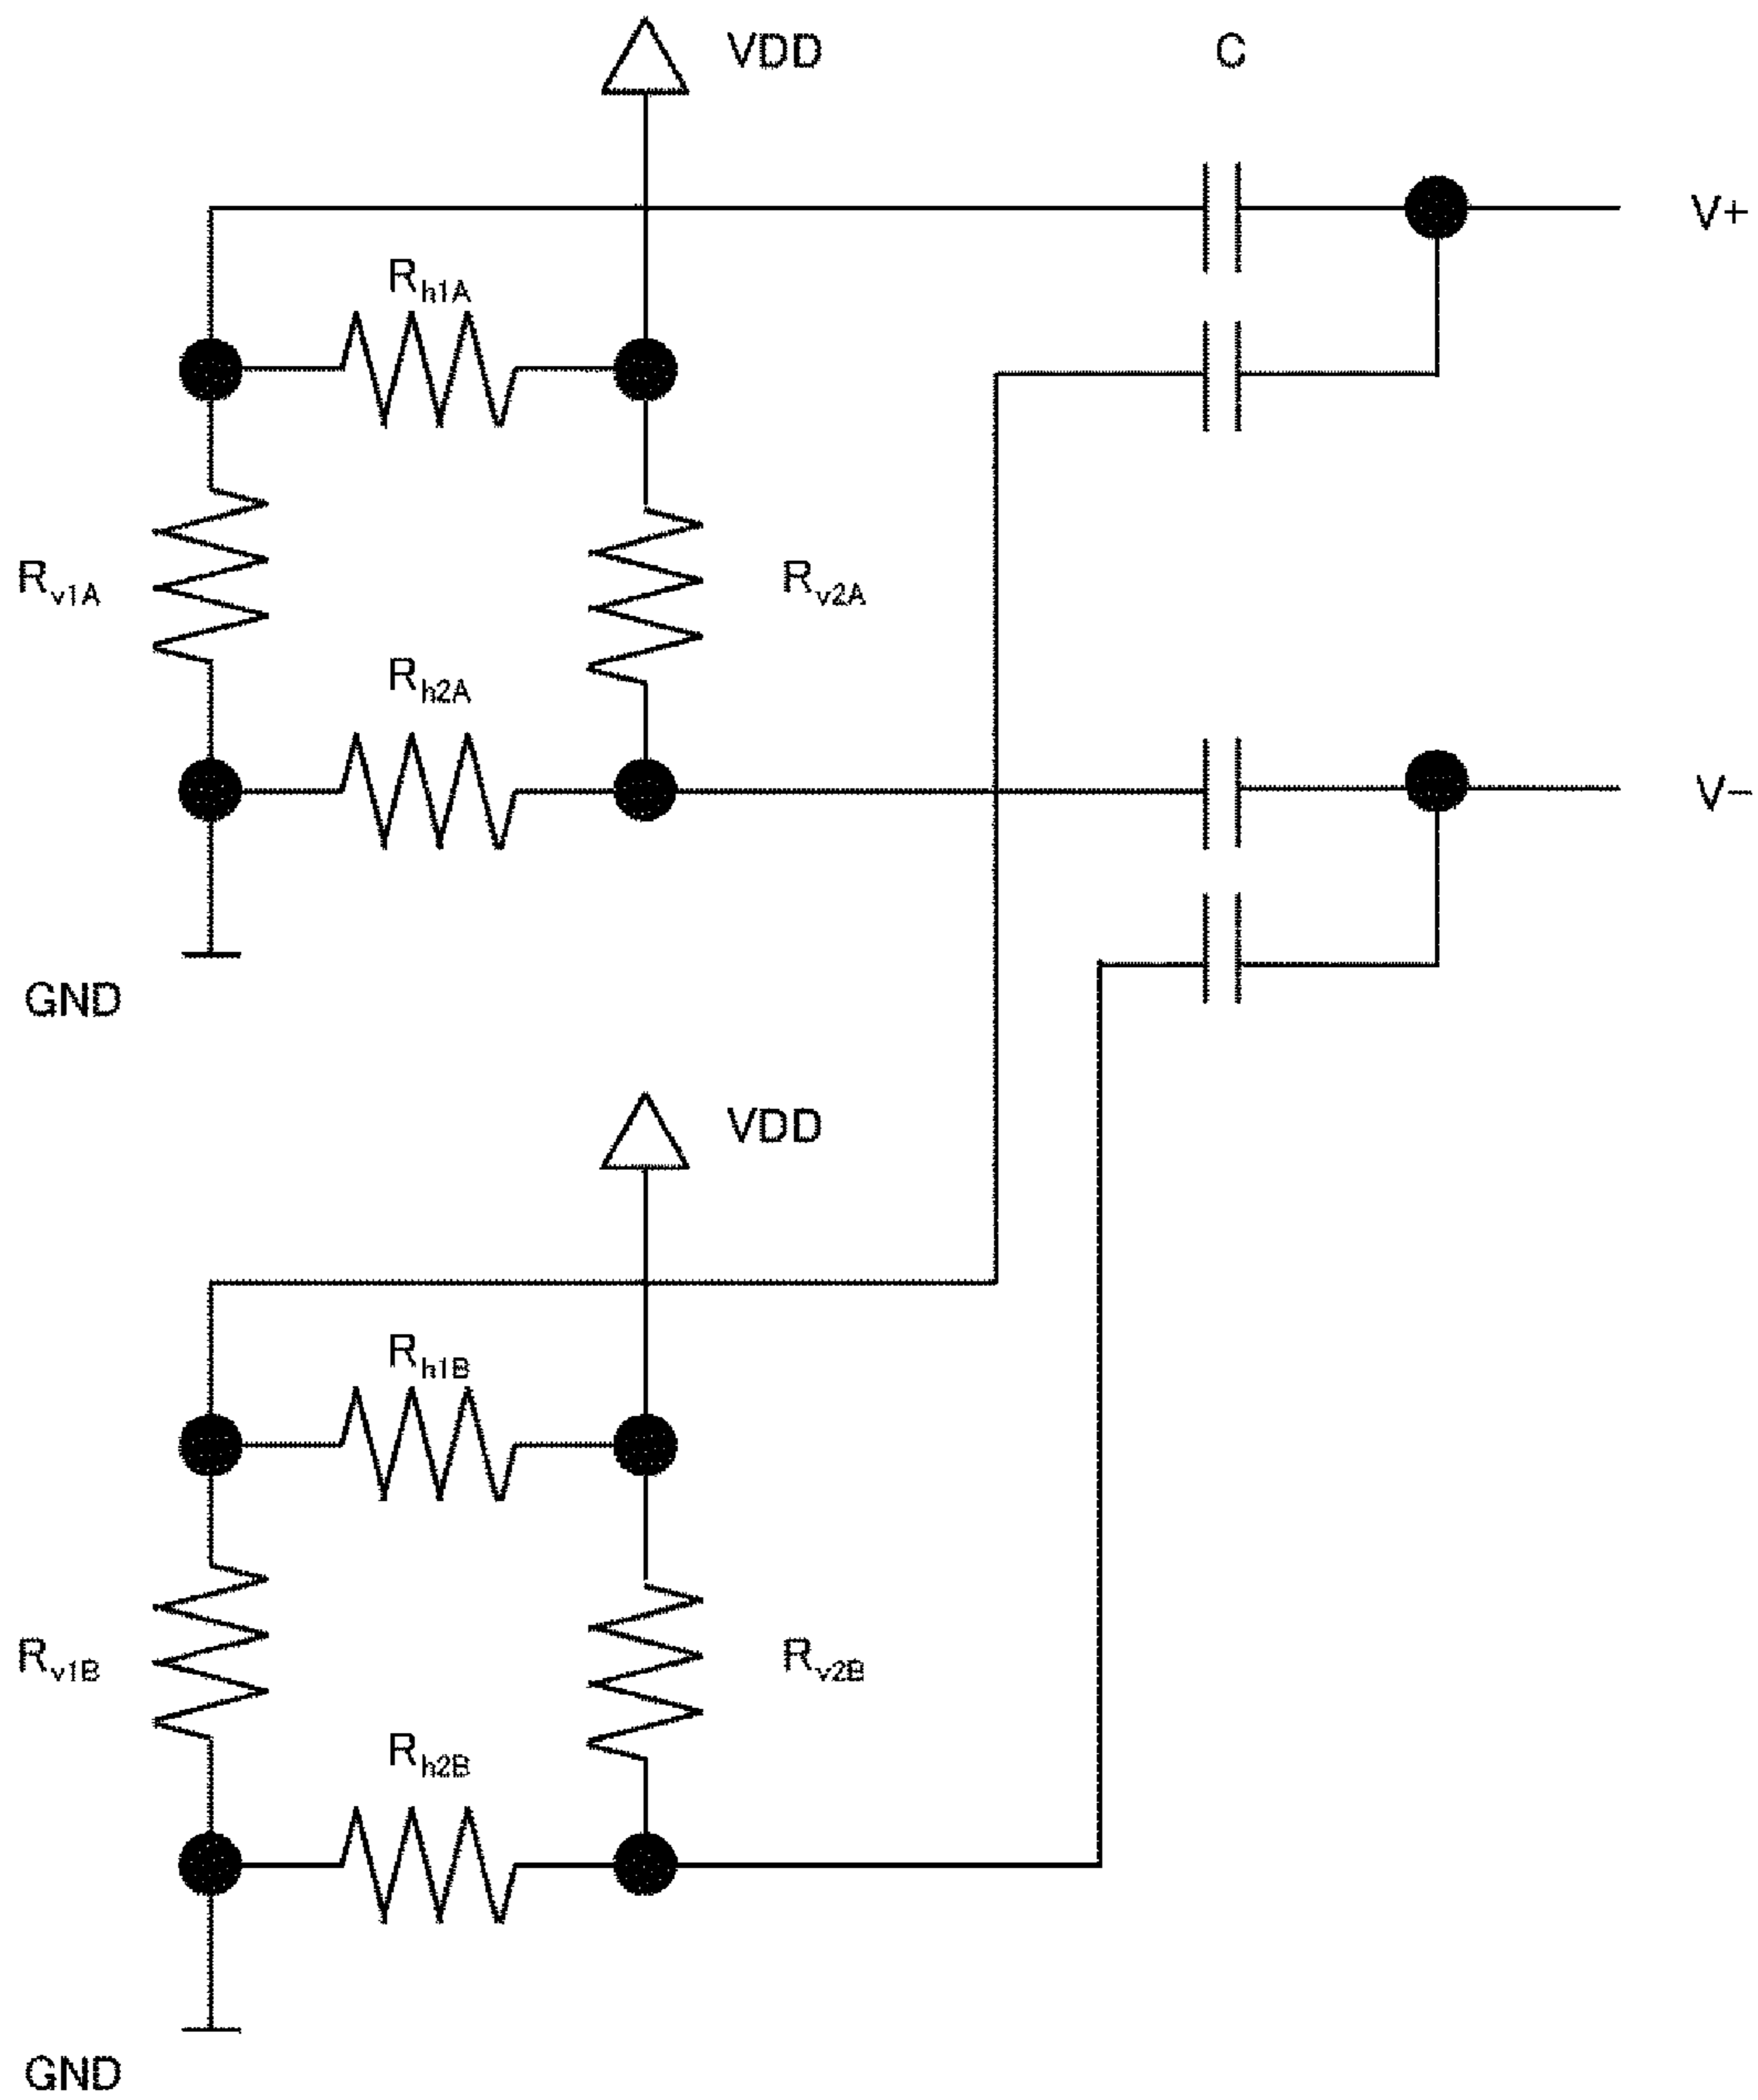 VDD
C
V+
Rh1A
Rv1A
Rv2A
Rh2A
V−
GND
VDD
Rh1B
Rv1B
Rv2B
Rh2B
GND